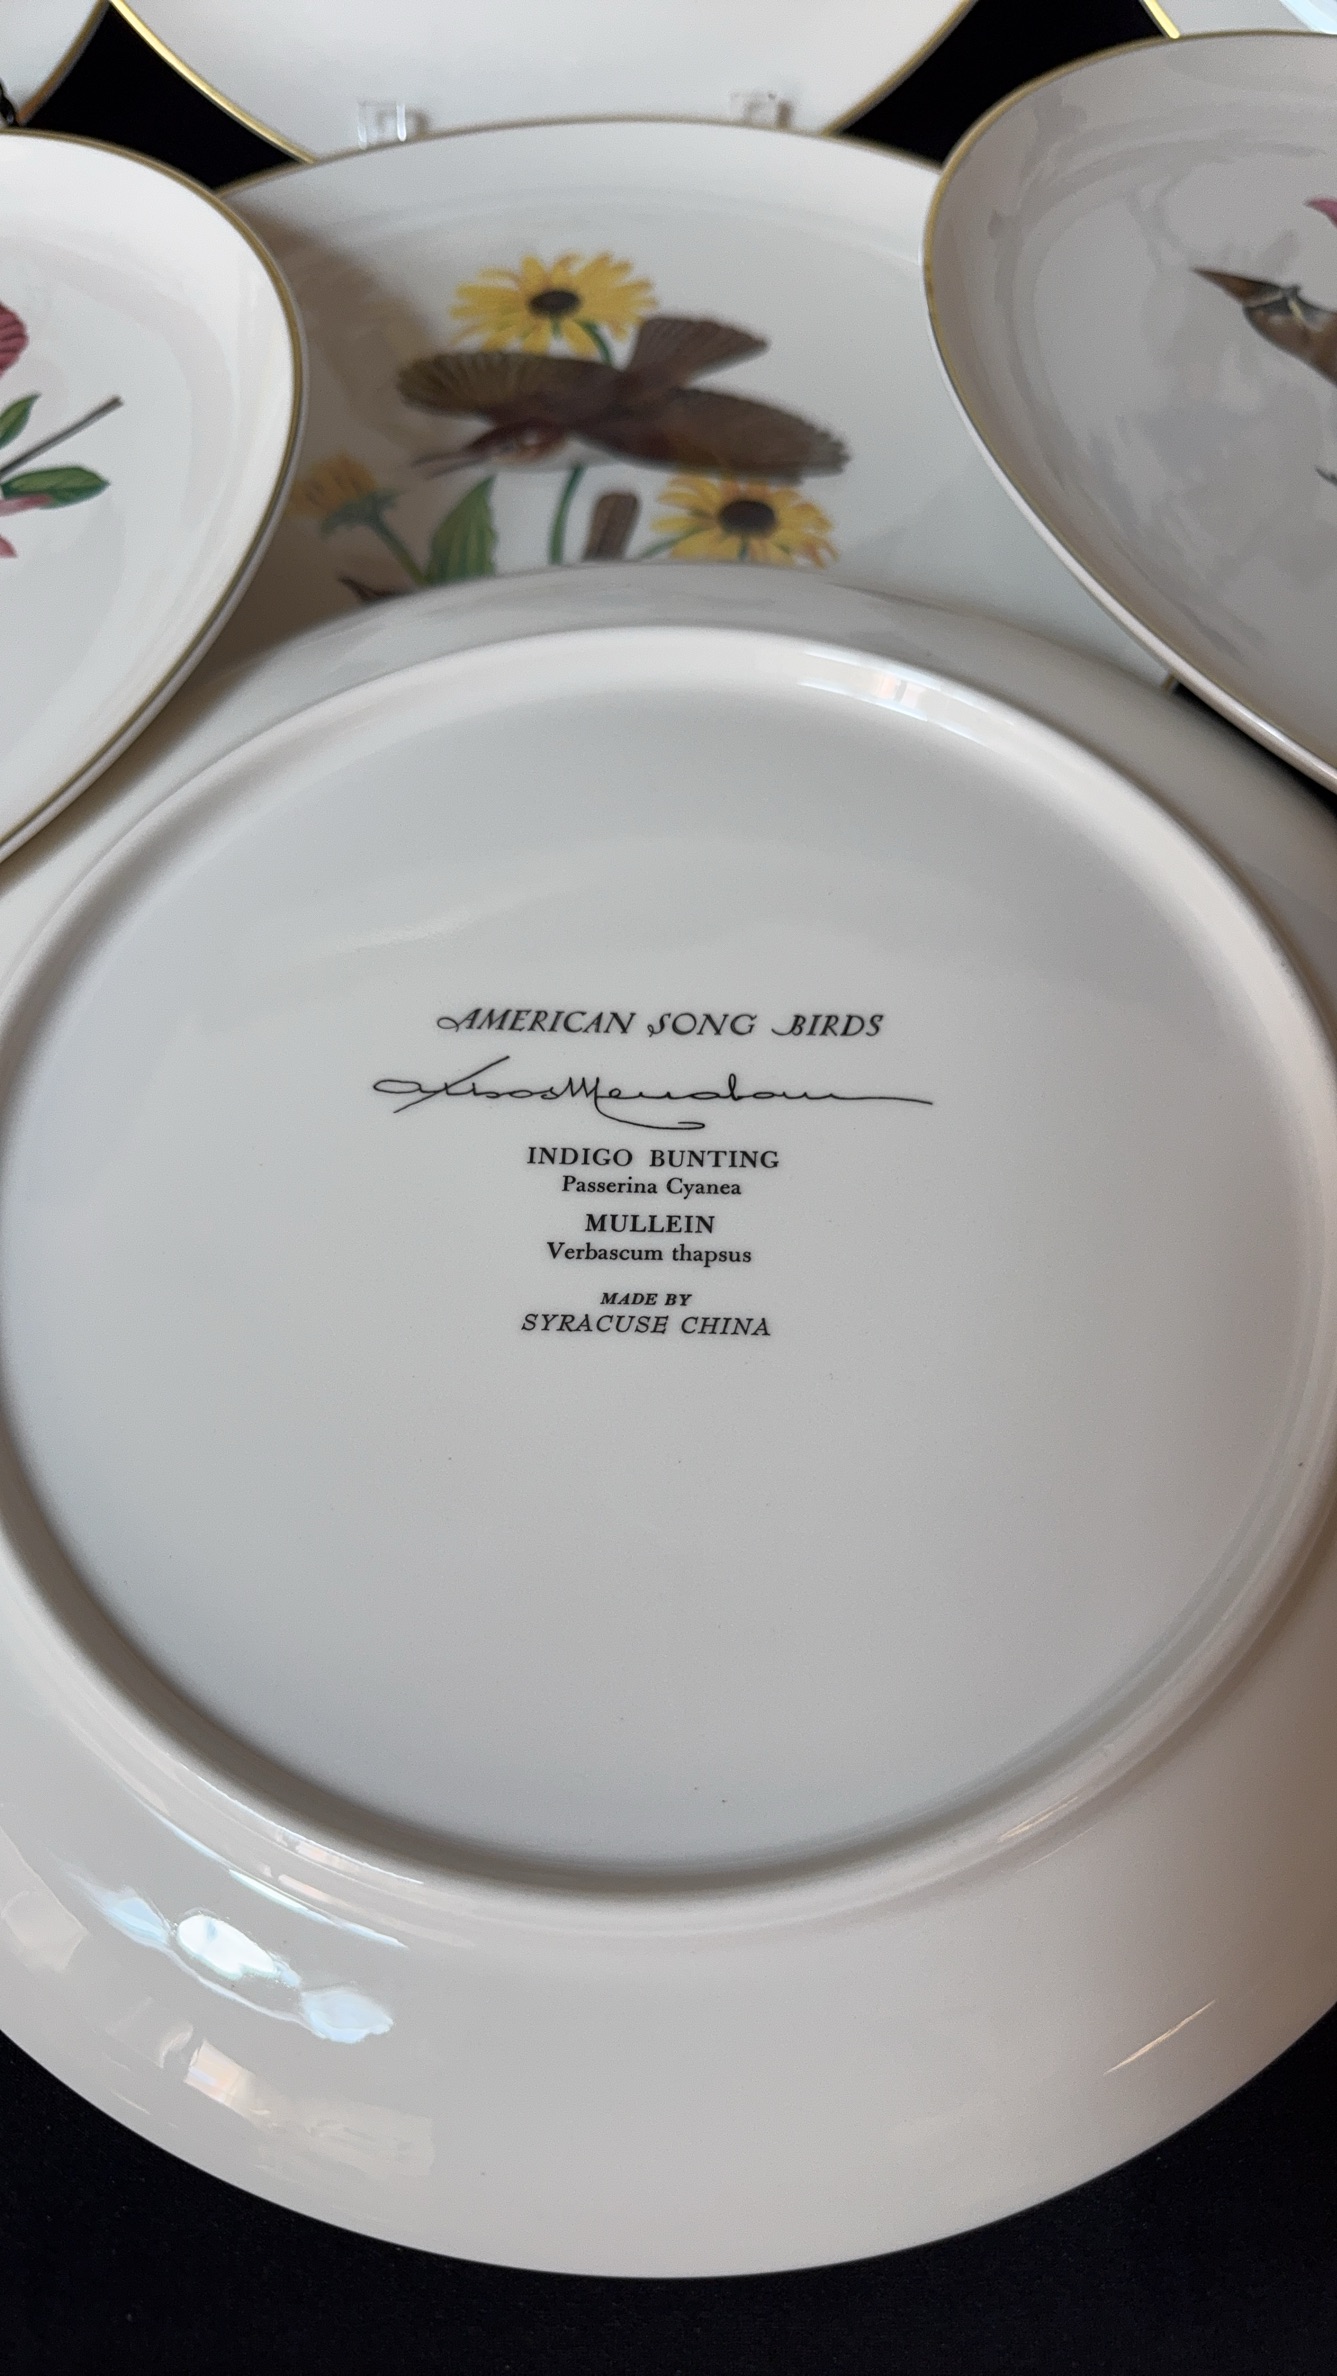 AMERICAN SONG BIRDS
INDIGO BUNTING
Passerina Cyanea
MULLEIN
Verbascum thapsus
MADE BY
SYRACUSE CHINA